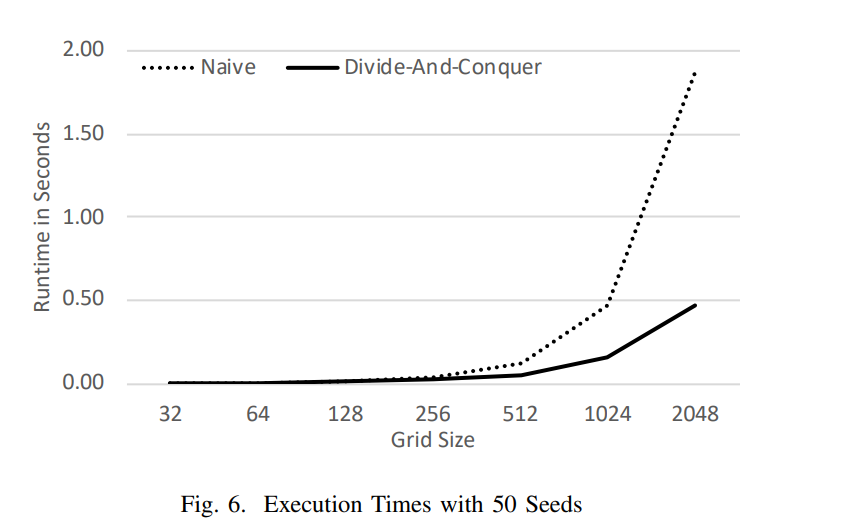 2.00
Naive Divide-And-Conquer
1.50
1.00
0.50
0.00
Runtime in Seconds
32 64 128 256 512 1024 2048
Grid Size
Fig. 6. Execution Times with 50 Seeds